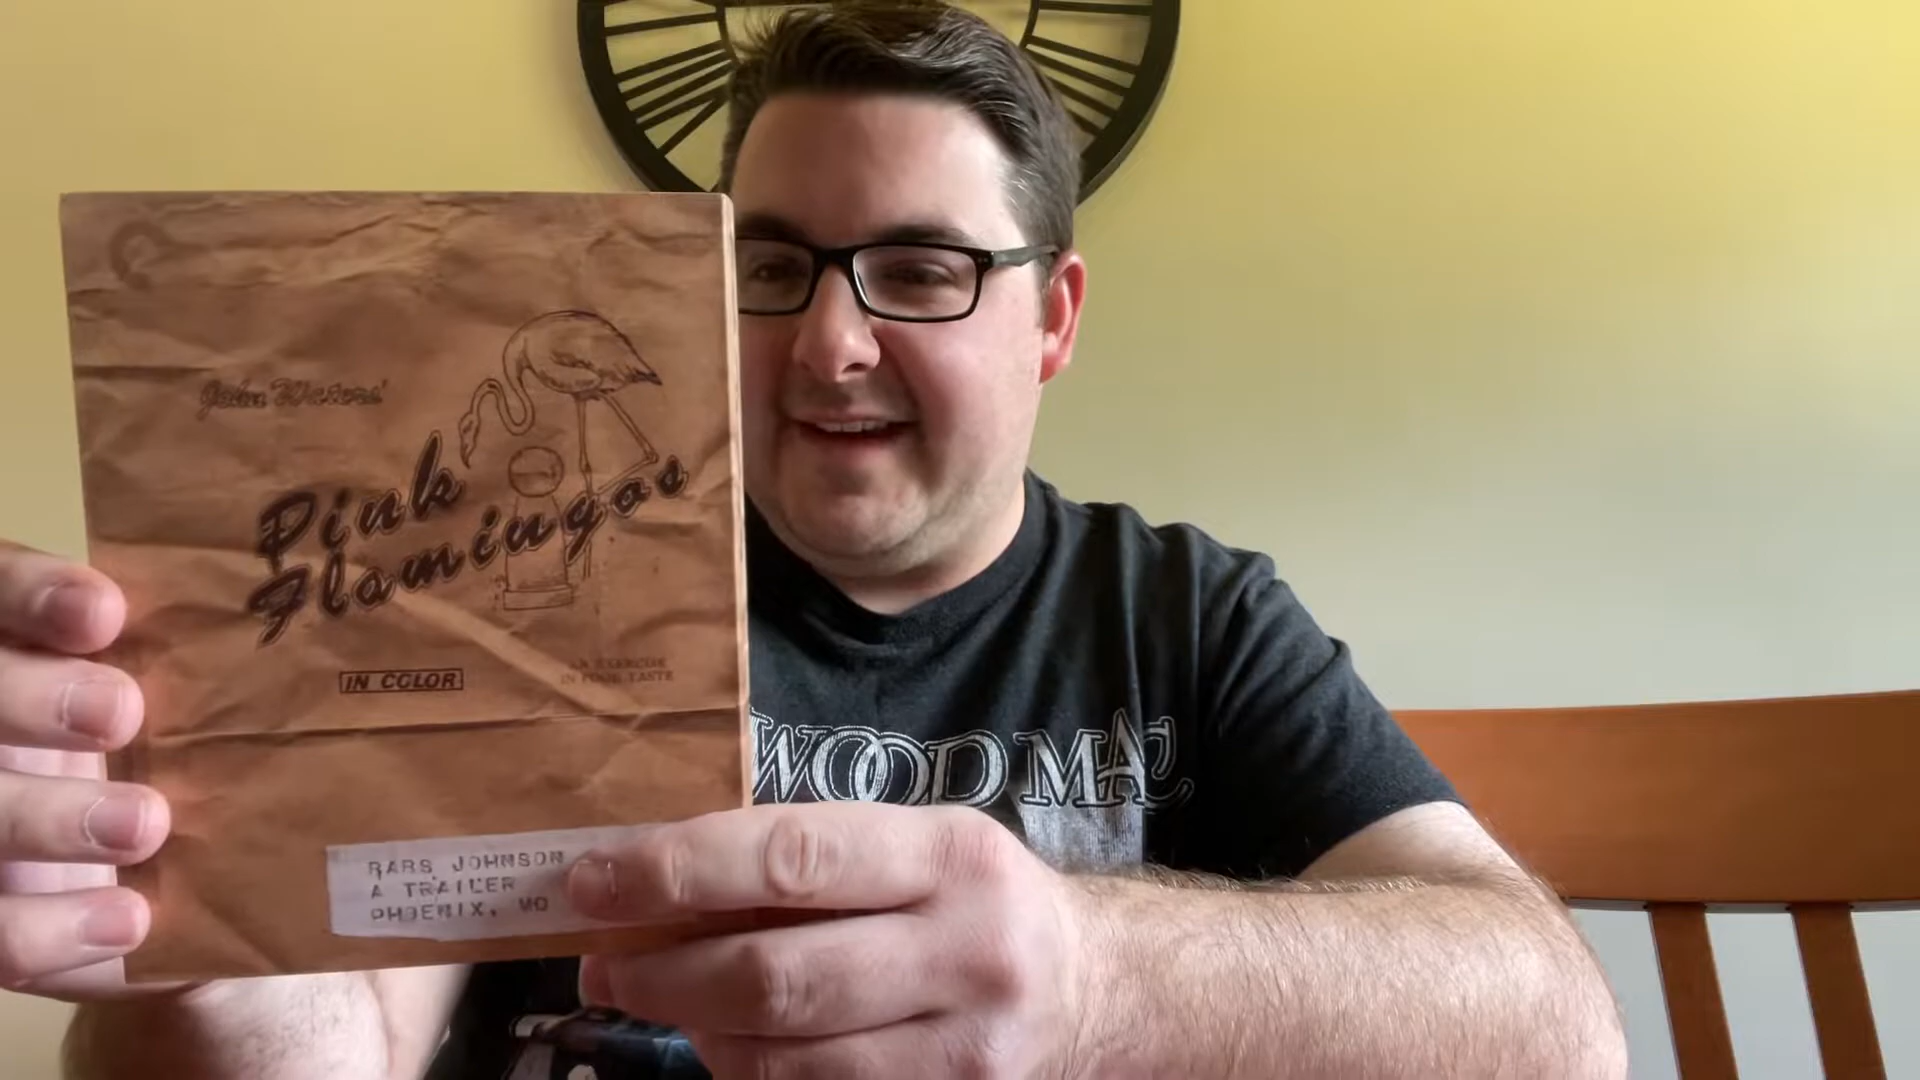 John Waters'
Pink
Flamingos
IN COLOR
AN EXERCISE
IN POOR TASTE
BABS JOHNSON
A TRAILER
PHOENIX, MD
WOOD MAC